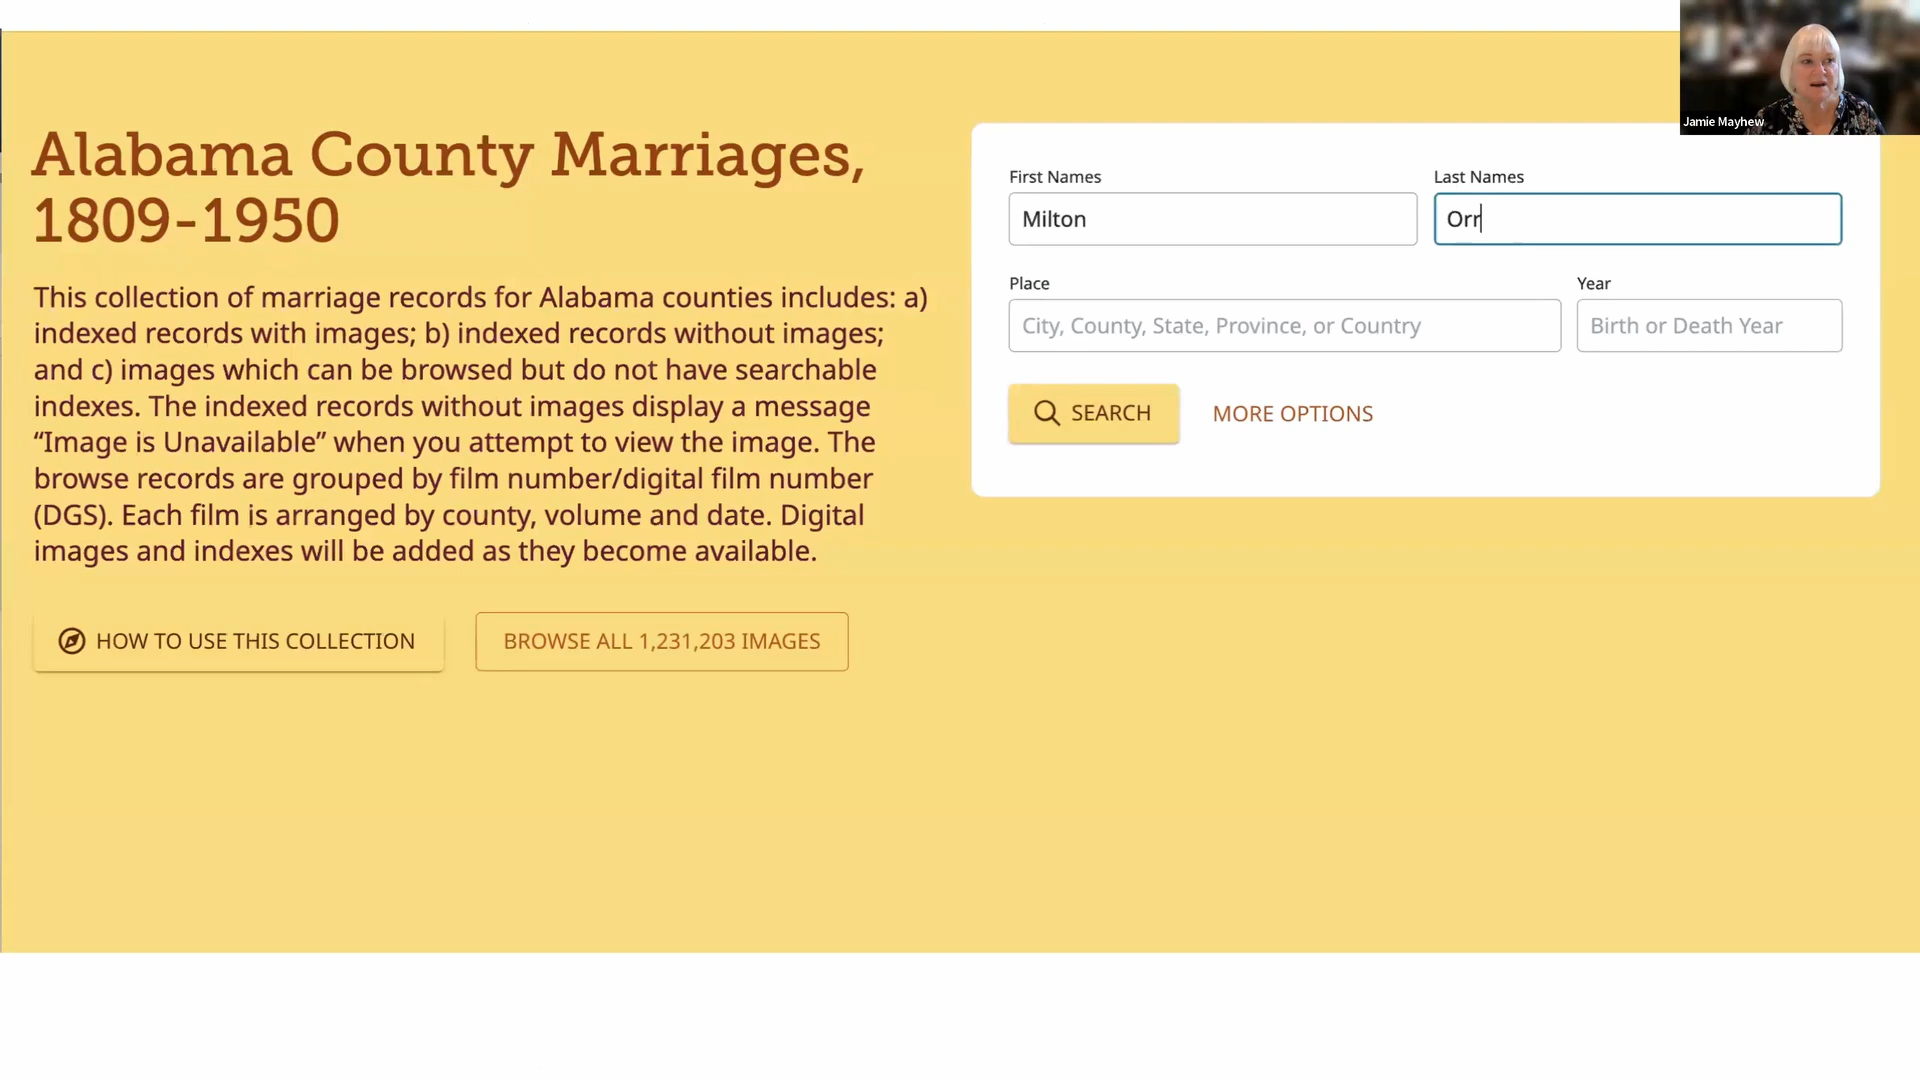 Jamie Mayhew
Alabama County Marriages,
1809-1950
This collection of marriage records for Alabama counties includes: a)
indexed records with images; b) indexed records without images;
and c) images which can be browsed but do not have searchable
indexes. The indexed records without images display a message
“Image is Unavailable” when you attempt to view the image. The
browse records are grouped by film number/digital film number
(DGS). Each film is arranged by county, volume and date. Digital
images and indexes will be added as they become available.
HOW TO USE THIS COLLECTION
BROWSE ALL 1,231,203 IMAGES
First Names
Milton
Last Names
Orr
Place
City, County, State, Province, or Country
Year
Birth or Death Year
SEARCH
MORE OPTIONS